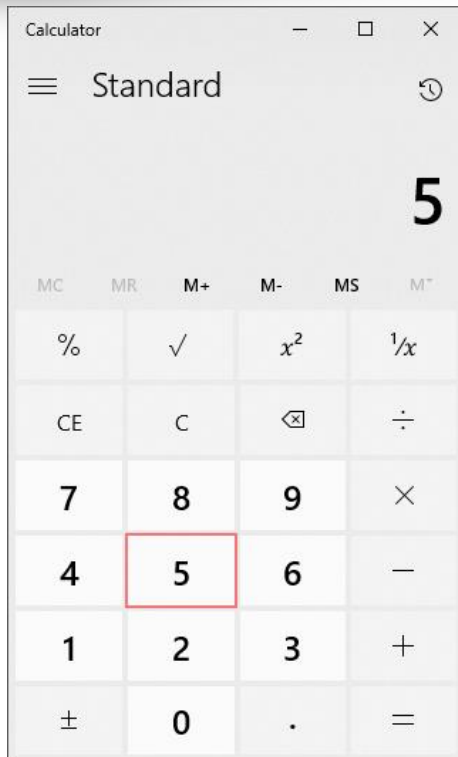 Calculator
Standard
5
MC MR M+ M- MS M˅
% √ x² ¹/x
CE C ÷
7 8 9 ×
4 5 6 −
1 2 3 +
± 0 . =